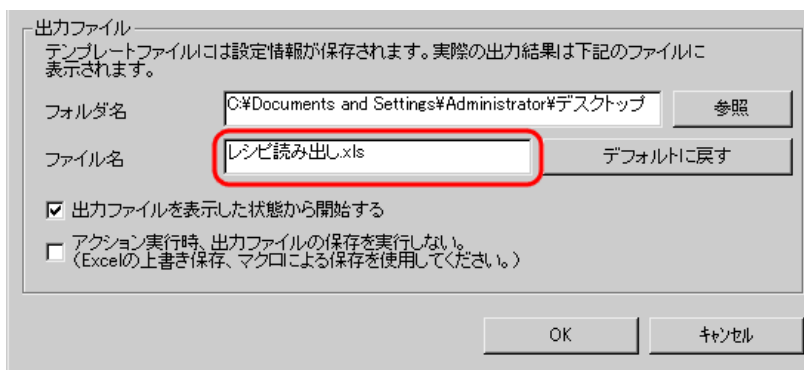 出力ファイル
テンプレートファイルには設定情報が保存されます。実際の出力結果は下記のファイルに
表示されます。
フォルダ名 C:¥Documents and Settings¥Administrator¥デスクトップ 参照
ファイル名 レシピ読み出し.xls デフォルトに戻す
出力ファイルを表示した状態から開始する
アクション実行時、出力ファイルの保存を実行しない。
(Excelの上書き保存、マクロによる保存を使用してください。)
OK キャンセル